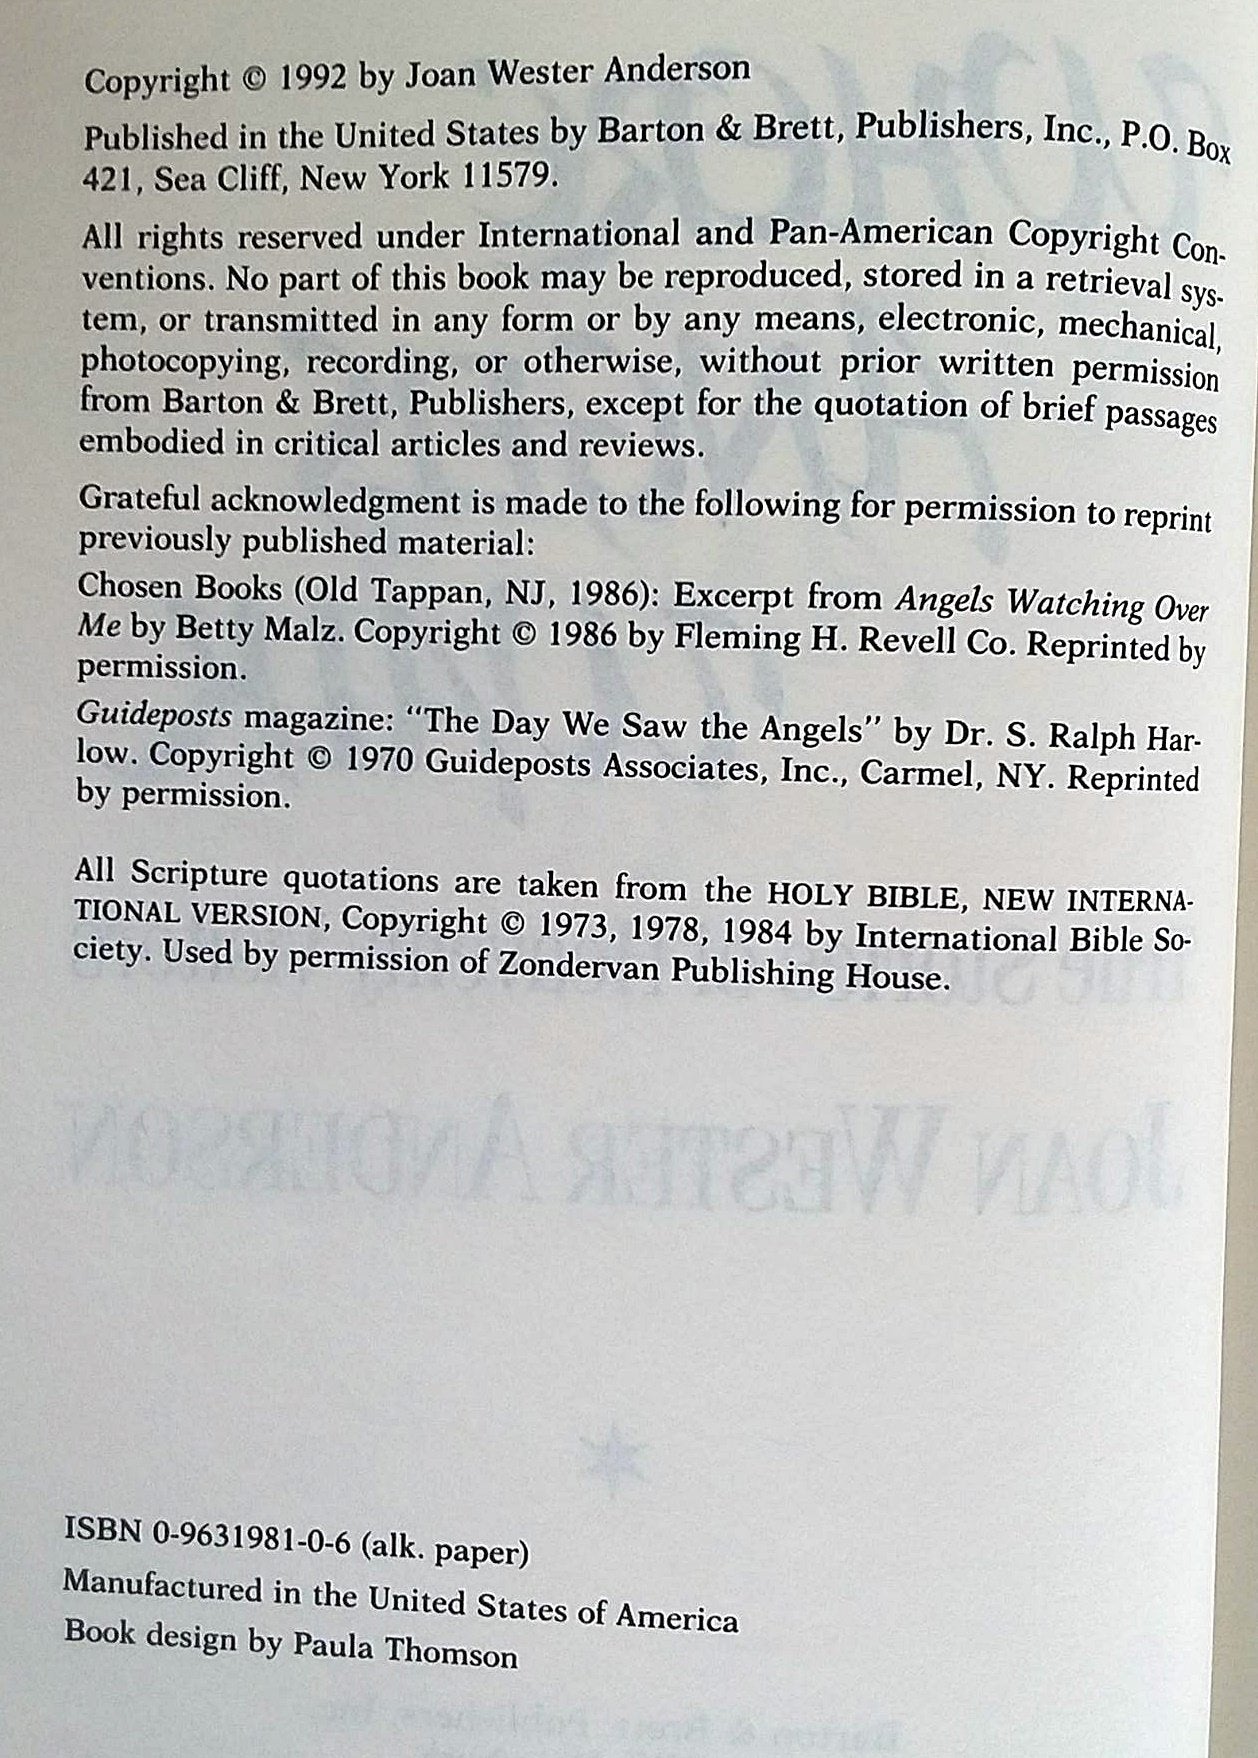 Copyright © 1992 by Joan Wester Anderson
Published in the United States by Barton & Brett, Publishers, Inc., P.O. Box
421, Sea Cliff, New York 11579.
All rights reserved under International and Pan-American Copyright Con-
ventions. No part of this book may be reproduced, stored in a retrieval sys-
tem, or transmitted in any form or by any means, electronic, mechanical,
photocopying, recording, or otherwise, without prior written permission
from Barton & Brett, Publishers, except for the quotation of brief passages
embodied in critical articles and reviews.
Grateful acknowledgment is made to the following for permission to reprint
previously published material:
Chosen Books (Old Tappan, NJ, 1986): Excerpt from Angels Watching Over
Me by Betty Malz. Copyright © 1986 by Fleming H. Revell Co. Reprinted by
permission.
Guideposts magazine: “The Day We Saw the Angels” by Dr. S. Ralph Har-
low. Copyright © 1970 Guideposts Associates, Inc., Carmel, NY. Reprinted
by permission.
All Scripture quotations are taken from the HOLY BIBLE, NEW INTERNA-
TIONAL VERSION, Copyright © 1973, 1978, 1984 by International Bible So-
ciety. Used by permission of Zondervan Publishing House.
JOAN WESTER ANDERSON
ISBN 0-9631981-0-6 (alk. paper)
Manufactured in the United States of America
Book design by Paula Thomson